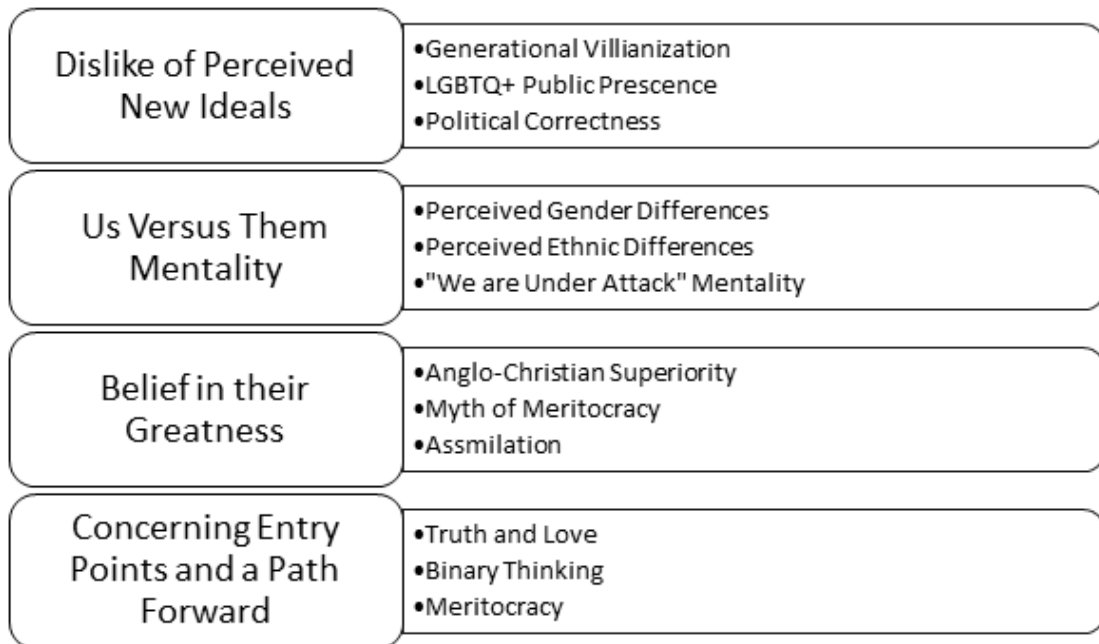 Dislike of Perceived
New Ideals
•Generational Villianization
•LGBTQ+ Public Prescence
•Political Correctness
Us Versus Them
Mentality
•Perceived Gender Differences
•Perceived Ethnic Differences
•"We are Under Attack" Mentality
Belief in their
Greatness
•Anglo-Christian Superiority
•Myth of Meritocracy
•Assmilation
Concerning Entry
Points and a Path
Forward
•Truth and Love
•Binary Thinking
•Meritocracy